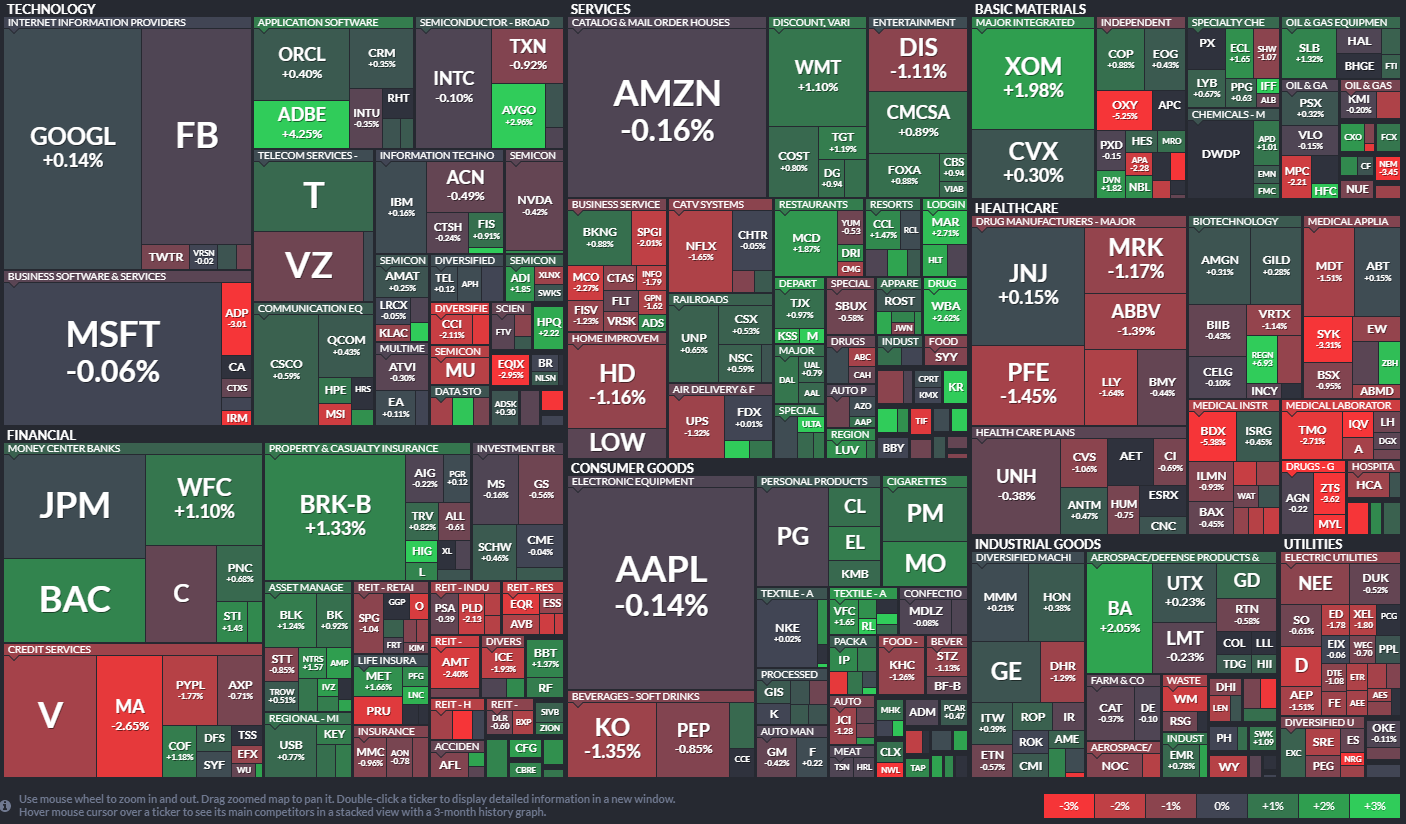 TECHNOLOGY
INTERNET INFORMATION PROVIDERS
GOOGL
+0.14%
FB
TWTR
VRSN
-0.02
BUSINESS SOFTWARE & SERVICES
MSFT
-0.06%
ADP
-3.01
CA
CTXS
IRM
APPLICATION SOFTWARE
ORCL
+0.40%
CRM
+0.35%
ADBE
+4.25%
INTU
-0.35%
RHT
SEMICONDUCTOR - BROAD
INTC
-0.10%
TXN
-0.92%
AVGO
+2.96%
TELECOM SERVICES -
T
VZ
INFORMATION TECHNO
IBM
+0.16%
ACN
-0.49%
CTSH
-0.24%
FIS
+0.91%
SEMICON
NVDA
-0.42%
COMMUNICATION EQ
CSCO
+0.59%
QCOM
+0.43%
HPE
HRS
MSI
SEMICON
AMAT
+0.25%
LRCX
-0.05%
KLAC
DIVERSIFIED
TEL
+0.12
APH
SEMICON
ADI
+1.85
XLNX
SWKS
MULTIME
ATVI
-0.30%
EA
+0.11%
DIVERSIFIE
CCI
-2.11%
SCIEN
FTV
HPQ
+2.22
SEMICON
MU
EQIX
-2.95%
BR
NLSN
DATA STO
ADSK
+0.30
FINANCIAL
MONEY CENTER BANKS
JPM
WFC
+1.10%
BAC
C
PNC
+0.68%
STI
+1.43
CREDIT SERVICES
V
MA
-2.65%
PYPL
-1.77%
AXP
-0.71%
COF
+1.18%
DFS
SYF
TSS
EFX
WU
PROPERTY & CASUALTY INSURANCE
BRK-B
+1.33%
AIG
-0.22%
PGR
+0.12
TRV
+0.82%
ALL
-0.61
HIG
XL
L
INVESTMENT BR
MS
-0.16%
GS
-0.56%
SCHW
+0.46%
CME
-0.04%
ASSET MANAGE
BLK
+1.24%
BK
+0.92%
STT
-0.85%
NTRS
+1.57
AMP
TROW
+0.51%
IVZ
REGIONAL - MI
USB
+0.77%
KEY
REIT - RETAI
SPG
-1.04
GGP
O
FRT
KIM
LIFE INSURA
MET
+1.66%
PFG
LNC
PRU
INSURANCE
MMC
-0.96%
AON
-0.78
REIT - INDU
PSA
-0.39
PLD
-2.13
REIT - RES
EQR
ESS
AVB
REIT -
AMT
-2.40%
DIVERS
ICE
-1.93%
BBT
+1.37%
RF
REIT - H
REIT -
DLR
-0.60
BXP
SIVB
ZION
ACCIDEN
AFL
CFG
CBRE
SERVICES
CATALOG & MAIL ORDER HOUSES
AMZN
-0.16%
DISCOUNT, VARI
WMT
+1.10%
COST
+0.80%
TGT
+1.19%
DG
+0.94
ENTERTAINMENT
DIS
-1.11%
CMCSA
+0.89%
FOXA
+0.88%
CBS
+0.94
VIAB
BUSINESS SERVICE
BKNG
+0.88%
SPGI
-2.01%
MCO
-2.27%
CTAS
INFO
-1.79
FISV
-1.23%
FLT
GPN
-1.62
VRSK
ADS
HOME IMPROVEM
HD
-1.16%
LOW
CATV SYSTEMS
NFLX
-1.65%
CHTR
-0.05%
RAILROADS
UNP
+0.65%
CSX
+0.53%
NSC
+0.59%
AIR DELIVERY & F
UPS
-1.32%
FDX
+0.01%
RESTAURANTS
MCD
+1.87%
YUM
-0.53
DRI
CMG
RESORTS
CCL
+1.47%
RCL
LODGIN
MAR
+2.71%
HLT
DEPART
TJX
+0.97%
KSS
M
SPECIAL
SBUX
-0.58%
APPARE
ROST
JWN
DRUG
WBA
+2.62%
MAJOR
DAL
UAL
+0.79
AAL
DRUGS
ABC
CAH
INDUST
FOOD
SYY
AUTO P
AZO
AAP
CPRT
KMX
KR
SPECIAL
ULTA
REGION
LUV
BBY
TIF
CONSUMER GOODS
ELECTRONIC EQUIPMENT
AAPL
-0.14%
BEVERAGES - SOFT DRINKS
KO
-1.35%
PEP
-0.85%
CCE
PERSONAL PRODUCTS
PG
CL
EL
KMB
CIGARETTES
PM
MO
TEXTILE - A
NKE
+0.02%
TEXTILE - A
VFC
+1.65
RL
CONFECTIO
MDLZ
-0.08%
PACKA
IP
FOOD -
KHC
-1.26%
BEVER
STZ
-1.13%
BF-B
PROCESSED
GIS
K
AUTO
JCI
-1.28
MHK
ADM
PCAR
+0.47
AUTO MAN
GM
-0.42%
F
+0.22
MEAT
TSN
HRL
CLX
NWL
TAP
BASIC MATERIALS
MAJOR INTEGRATED
XOM
+1.98%
CVX
+0.30%
INDEPENDENT
COP
+0.88%
EOG
+0.43%
OXY
-5.25%
APC
PXD
-0.15
HES
MRO
APA
-2.28
DVN
+1.82
NBL
SPECIALTY CHE
PX
ECL
+1.65
SHW
-1.07
LYB
+0.67%
PPG
+0.63
IFF
ALB
CHEMICALS - M
DWDP
APD
+1.01
EMN
FMC
OIL & GAS EQUIPMEN
SLB
+1.32%
HAL
BHGE
FTI
OIL & GA
PSX
+0.32%
VLO
-0.15%
MPC
-2.21
HFC
OIL & GAS
KMI
-0.20%
CXO
FCX
CF
NEM
-3.45
NUE
HEALTHCARE
DRUG MANUFACTURERS - MAJOR
JNJ
+0.15%
MRK
-1.17%
ABBV
-1.39%
PFE
-1.45%
LLY
-1.64%
BMY
-0.44%
BIOTECHNOLOGY
AMGN
+0.31%
GILD
+0.28%
BIIB
-0.43%
VRTX
-1.14%
REGN
+6.93
CELG
-0.10%
INCY
MEDICAL APPLIA
MDT
-1.51%
ABT
+0.15%
SYK
-3.31%
EW
ZBH
BSX
-0.95%
ABMD
HEALTH CARE PLANS
UNH
-0.38%
CVS
-1.06%
AET
CI
-0.69%
ANTM
+0.47%
HUM
-0.75
ESRX
CNC
MEDICAL INSTR
BDX
-5.38%
ISRG
+0.45%
ILMN
-0.93%
WAT
BAX
-0.45%
MEDICAL LABORATOR
TMO
-2.71%
IQV
LH
A
DGX
DRUGS - G
AGN
-0.22
ZTS
-3.62
MYL
HOSPITA
HCA
INDUSTRIAL GOODS
DIVERSIFIED MACHI
MMM
+0.21%
HON
+0.38%
GE
DHR
-1.29%
ITW
+0.39%
ROP
IR
ROK
AME
ETN
-0.57%
CMI
AEROSPACE/DEFENSE PRODUCTS &
BA
+2.05%
UTX
+0.23%
GD
LMT
-0.23%
RTN
-0.58%
COL
LLL
TDG
HII
FARM & CO
CAT
-0.37%
DE
-0.10
AEROSPACE/
NOC
WASTE
WM
RSG
DHI
LEN
INDUST
EMR
+0.78%
PH
SWK
+1.09
WY
UTILITIES
ELECTRIC UTILITIES
NEE
DUK
-0.52%
SO
-0.61%
ED
-1.78
XEL
-1.80
PCG
EIX
-0.06
WEC
-0.70
PPL
D
DTE
-1.08
ETR
AEP
-1.51%
FE
AEE
AES
DIVERSIFIED U
EXC
SRE
ES
OKE
-0.11%
PEG
NRG
Use mouse wheel to zoom in and out. Drag zoomed map to pan it. Double-click a ticker to display detailed information in a new window.
Hover mouse cursor over a ticker to see its main competitors in a stacked view with a 3-month history graph.
-3%
-2%
-1%
0%
+1%
+2%
+3%